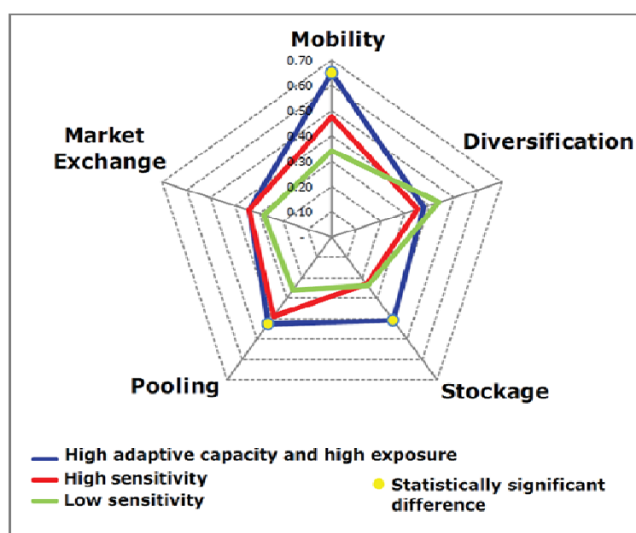 Mobility
0.70
0.60
0.50
0.40
0.30
0.20
0.10
-
Diversification
Market
Exchange
Pooling
Stockage
High adaptive capacity and high exposure
High sensitivity
Low sensitivity
Statistically significant
difference